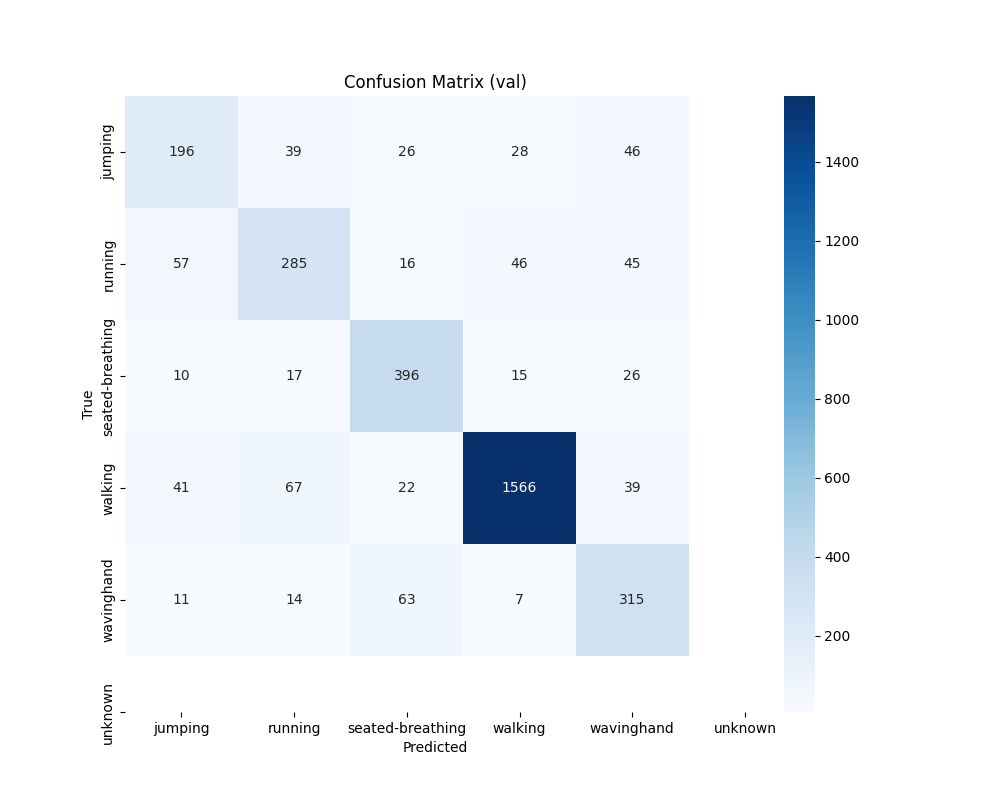 Confusion Matrix (val)
True
jumping 196 39 26 28 46
running 57 285 16 46 45
seated-breathing 10 17 396 15 26
walking 41 67 22 1566 39
wavinghand 11 14 63 7 315
unknown
jumping running seated-breathing walking wavinghand unknown
Predicted
1400
1200
1000
800
600
400
200